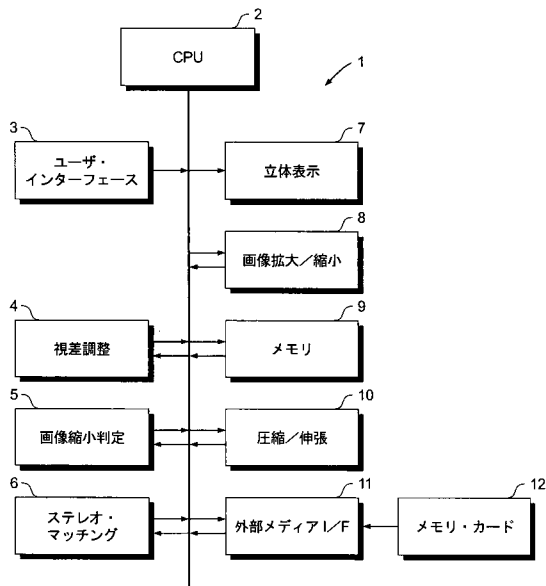 2
CPU
1
3
ユーザ・
インターフェース
7
立体表示
8
画像拡大／縮小
4
視差調整
9
メモリ
5
画像縮小判定
10
圧縮／伸張
6
ステレオ・
マッチング
11
外部メディアI／F
12
メモリ・カード